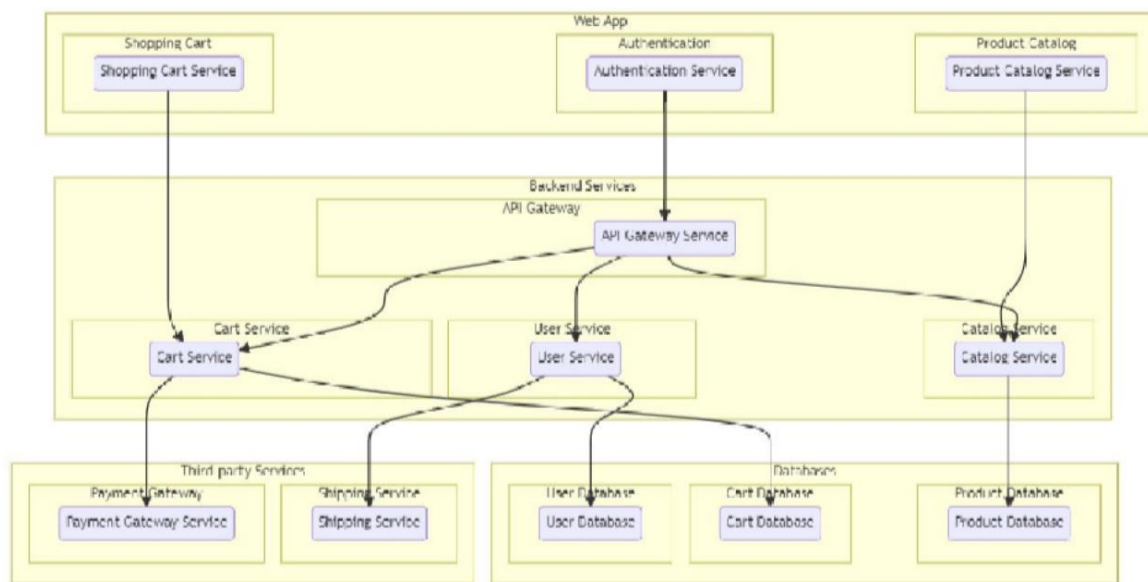 Web App
Shopping Cart
Authentication
Product Catalog
Shopping Cart Service
Authentication Service
Product Catalog Service
Backend Services
API Gateway
API Gateway Service
Cart Service
User Service
Catalog Service
Cart Service
User Service
Catalog Service
Third-party Services
Databases
Payment Gateway
Shipping Service
User Database
Cart Database
Product Database
Payment Gateway Service
Shipping Service
User Database
Cart Database
Product Database